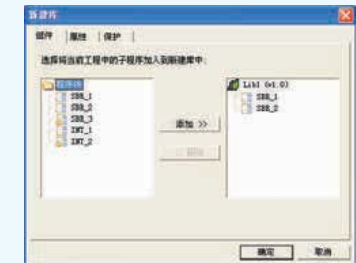 新建库
组件 属性 保护
选择将当前工程中的子程序加入到新建库中:
程序块
SBR_1
SBR_2
SBR_3
INT_1
INT_2
添加 >>
Lib1 (v1.0)
SBR_1
SBR_2
确定 取消